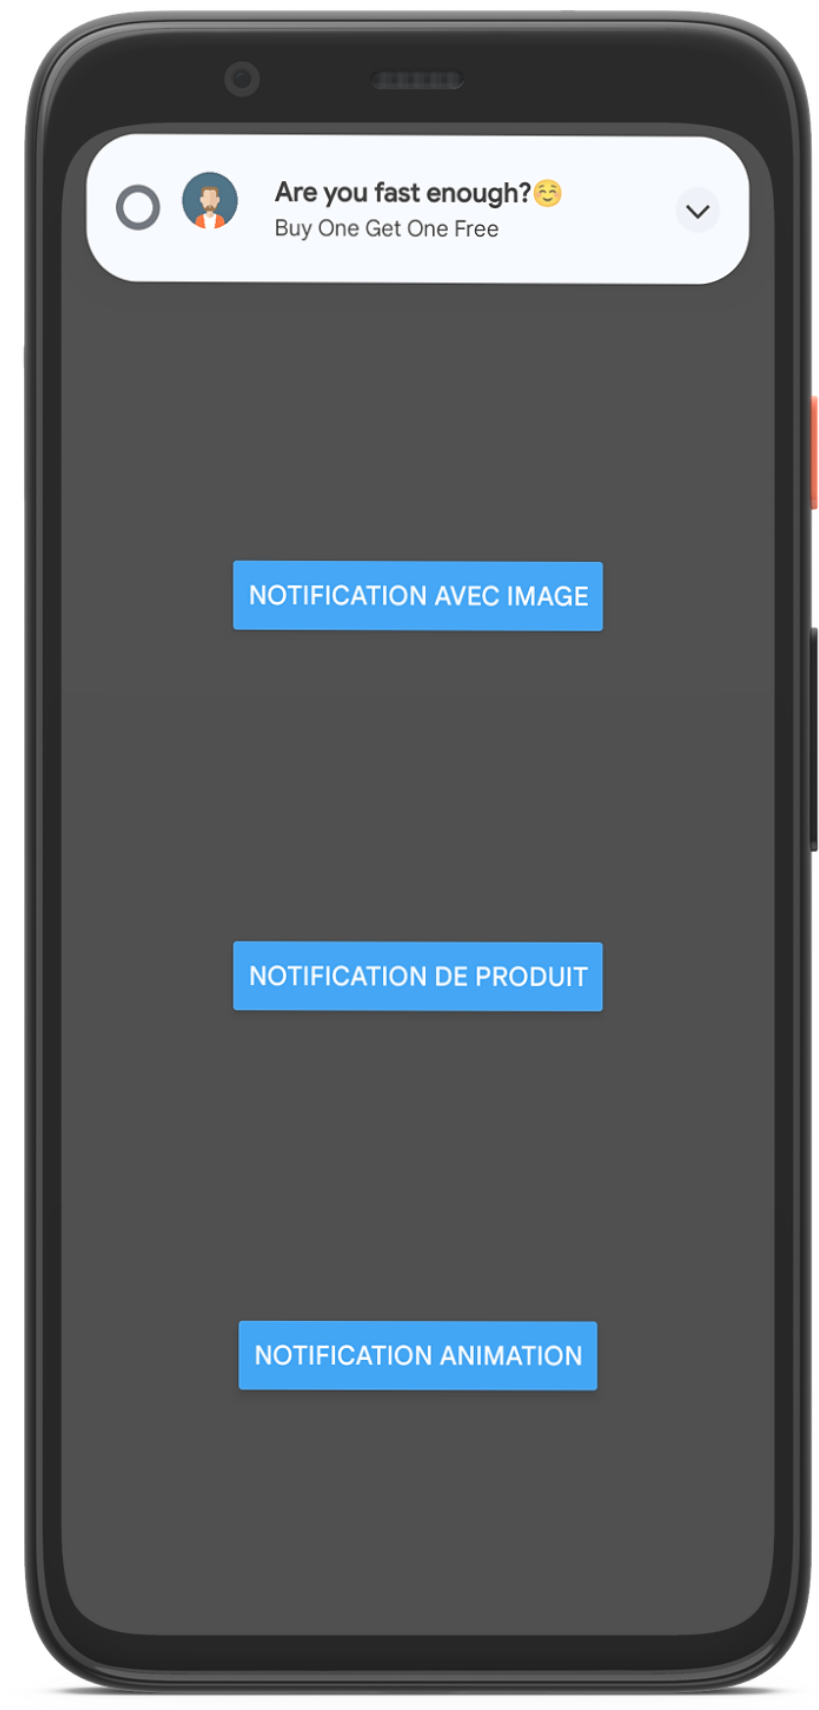 Are you fast enough?☺️
Buy One Get One Free
NOTIFICATION AVEC IMAGE
NOTIFICATION DE PRODUIT
NOTIFICATION ANIMATION